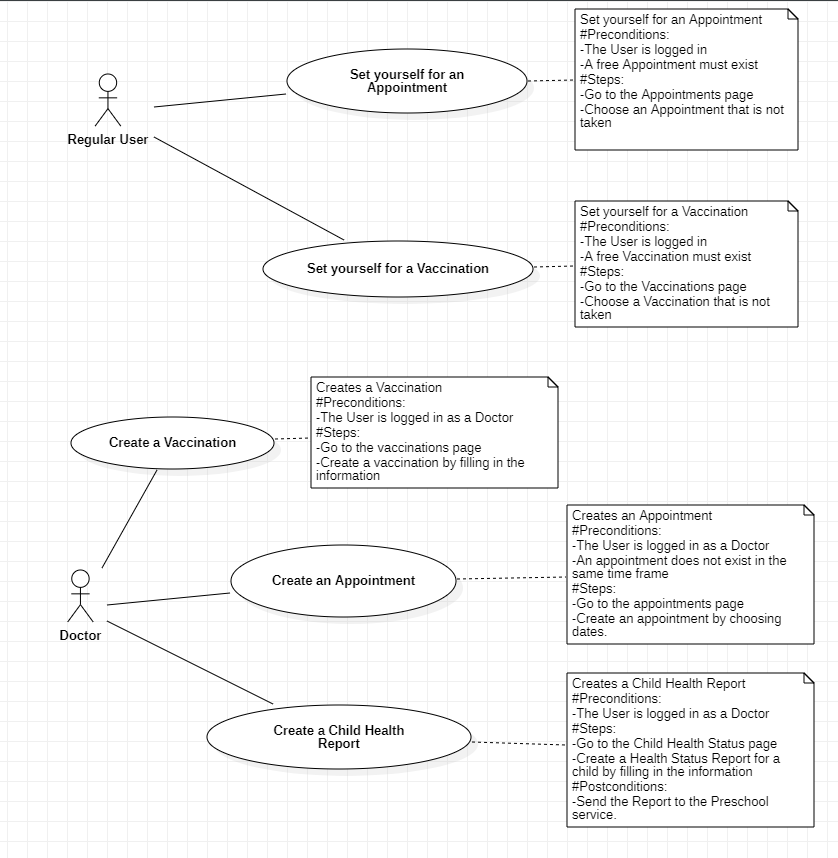 Set yourself for an Appointment
#Preconditions:
-The User is logged in
-A free Appointment must exist
#Steps:
-Go to the Appointments page
-Choose an Appointment that is not
taken
Set yourself for an
Appointment
Regular User
Set yourself for a Vaccination
#Preconditions:
-The User is logged in
-A free Vaccination must exist
#Steps:
-Go to the Vaccinations page
-Choose a Vaccination that is not
taken
Set yourself for a Vaccination
Creates a Vaccination
#Preconditions:
-The User is logged in as a Doctor
#Steps:
-Go to the vaccinations page
-Create a vaccination by filling in the
information
Create a Vaccination
Creates an Appointment
#Preconditions:
-The User is logged in as a Doctor
-An appointment does not exist in the
same time frame
#Steps:
-Go to the appointments page
-Create an appointment by choosing
dates.
Create an Appointment
Doctor
Creates a Child Health Report
#Preconditions:
-The User is logged in as a Doctor
#Steps:
-Go to the Child Health Status page
-Create a Health Status Report for a
child by filling in the information
#Postconditions:
-Send the Report to the Preschool
service.
Create a Child Health
Report